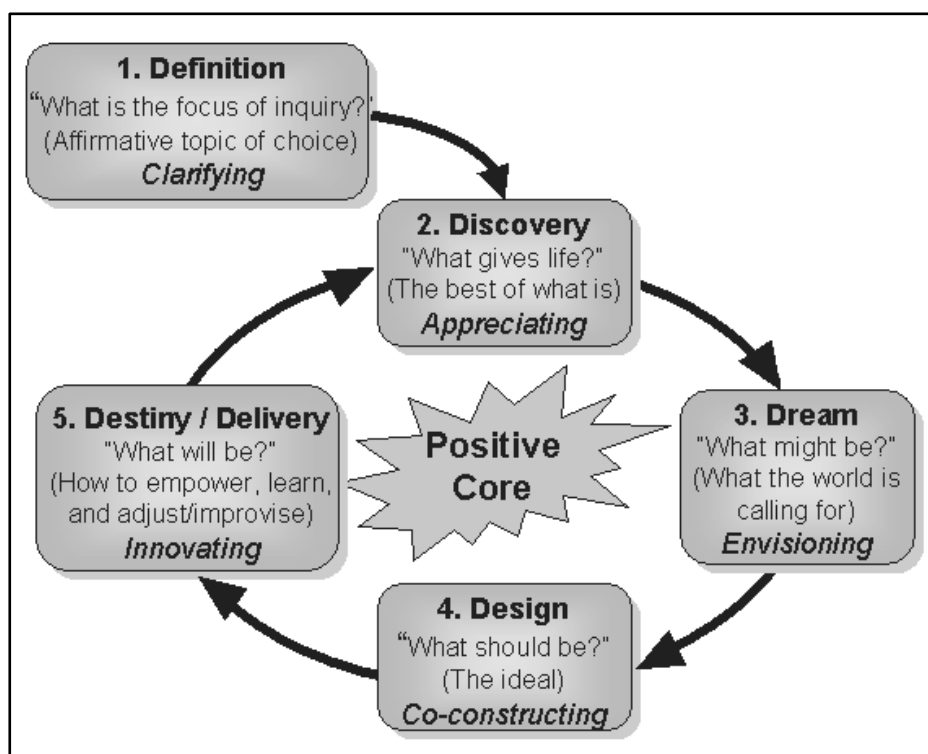 1. Definition
“What is the focus of inquiry?'
(Affirmative topic of choice)
Clarifying
2. Discovery
"What gives life?"
(The best of what is)
Appreciating
3. Dream
"What might be?"
(What the world is
calling for)
Envisioning
4. Design
“What should be?"
(The ideal)
Co-constructing
5. Destiny / Delivery
"What will be?"
(How to empower, learn,
and adjust/improvise)
Innovating
Positive
Core